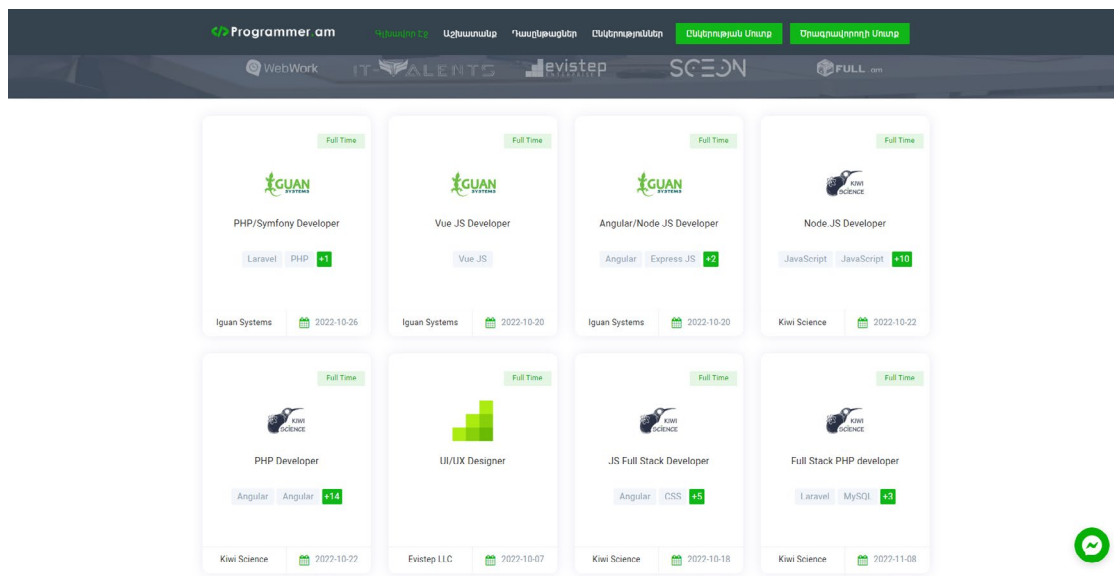 </>Programmer.am
Գլխավոր էջ
Աշխատանք
Դասընթացներ
Ընկերություններ
Ընկերության Մուտք
Ծրագրավորողի Մուտք
WebWork
IT-TALENTS
evistep
ENTERPRISE
SCEON
FULL am
Full Time
IGUAN
SYSTEMS
PHP/Symfony Developer
Laravel PHP +1
Iguan Systems 2022-10-26
Full Time
IGUAN
SYSTEMS
Vue JS Developer
Vue JS
Iguan Systems 2022-10-20
Full Time
IGUAN
SYSTEMS
Angular/Node JS Developer
Angular Express JS +2
Iguan Systems 2022-10-20
Full Time
KIWI
SCIENCE
Node.JS Developer
JavaScript JavaScript +10
Kiwi Science 2022-10-22
Full Time
KIWI
SCIENCE
PHP Developer
Angular Angular +14
Kiwi Science 2022-10-22
Full Time
UI/UX Designer
Evistep LLC 2022-10-07
Full Time
KIWI
SCIENCE
JS Full Stack Developer
Angular CSS +5
Kiwi Science 2022-10-18
Full Time
KIWI
SCIENCE
Full Stack PHP developer
Laravel MySQL +3
Kiwi Science 2022-11-08